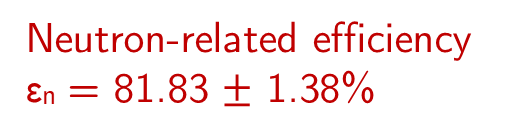 Neutron-related efficiency
εn = 81.83 ± 1.38%